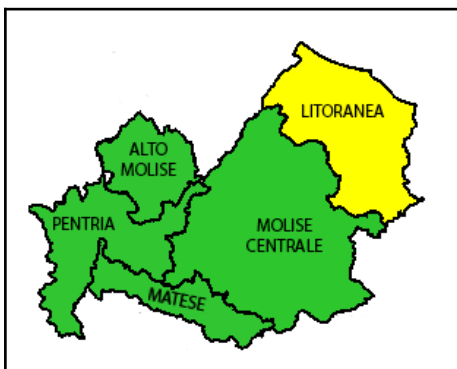 LITORANEA
ALTO
MOLISE
PENTRIA
MOLISE
CENTRALE
MATESE